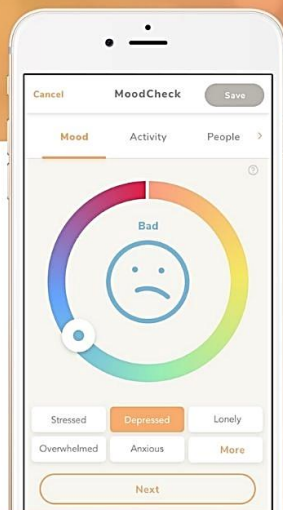 Cancel MoodCheck Save
Mood Activity People >
?
Bad
Stressed Depressed Lonely
Overwhelmed Anxious More
Next